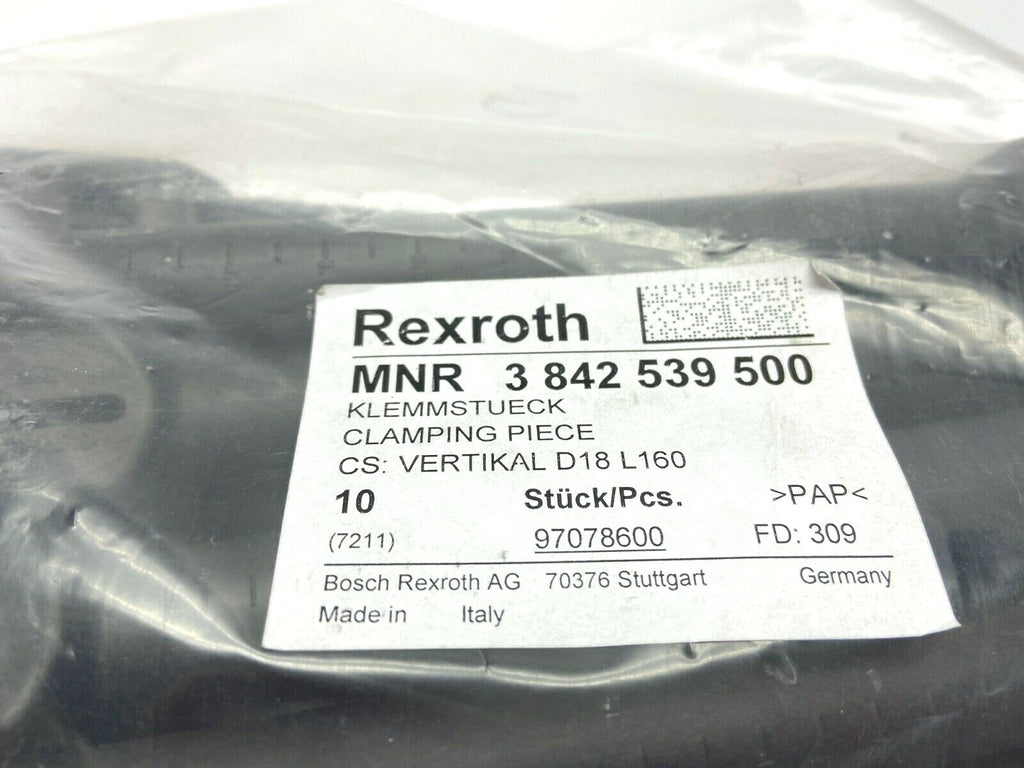 Rexroth
MNR 3 842 539 500
KLEMMSTUECK
CLAMPING PIECE
CS: VERTIKAL D18 L160
10 Stück/Pcs. >PAP<
(7211) 97078600 FD: 309
Bosch Rexroth AG 70376 Stuttgart Germany
Made in Italy